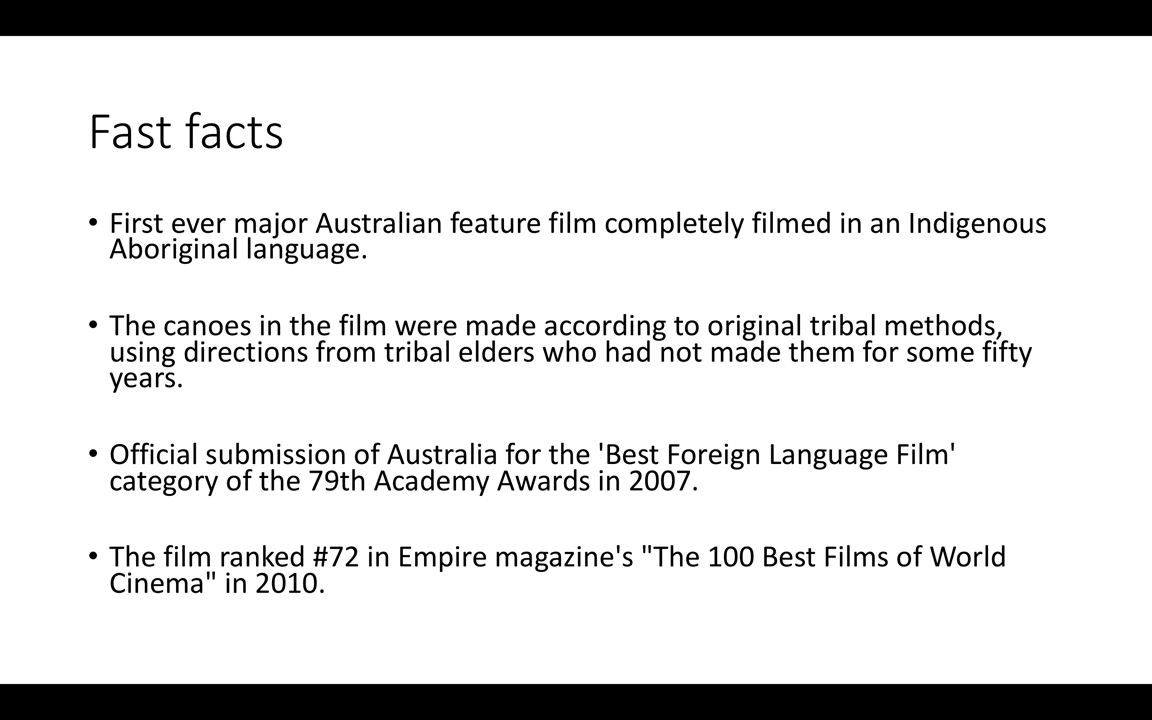 Fast facts
• First ever major Australian feature film completely filmed in an Indigenous
Aboriginal language.
• The canoes in the film were made according to original tribal methods,
using directions from tribal elders who had not made them for some fifty
years.
• Official submission of Australia for the 'Best Foreign Language Film'
category of the 79th Academy Awards in 2007.
• The film ranked #72 in Empire magazine's "The 100 Best Films of World
Cinema" in 2010.